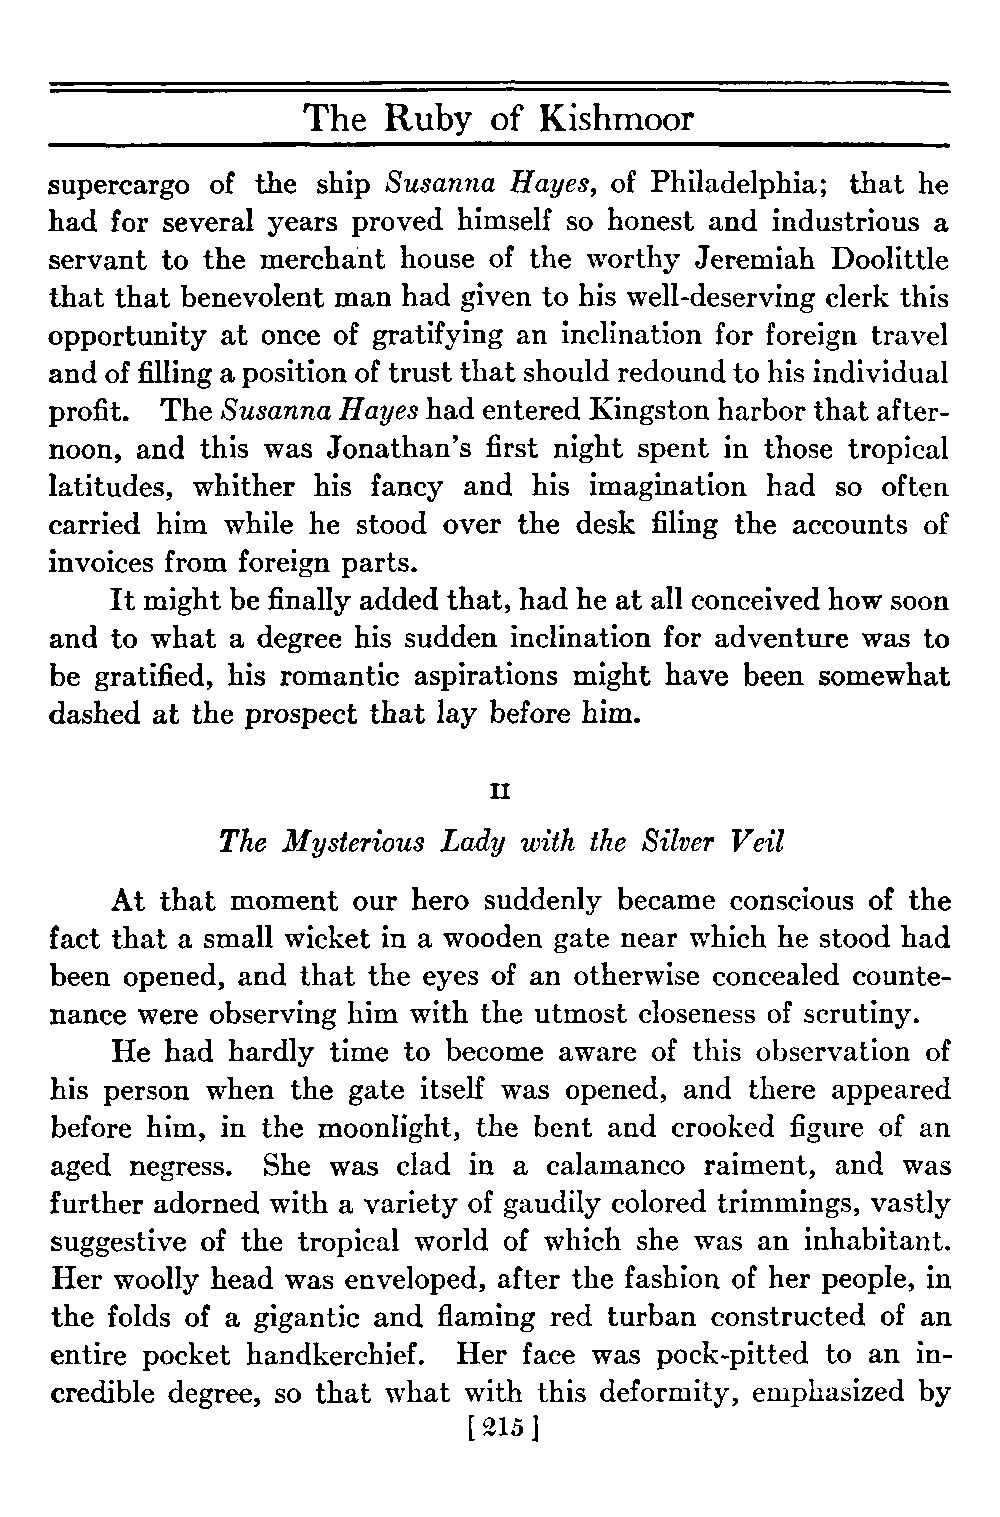 The Ruby of Kishmoor
supercargo of the ship Susanna Hayes, of Philadelphia; that he
had for several years proved himself so honest and industrious a
servant to the merchant house of the worthy Jeremiah Doolittle
that that benevolent man had given to his well-deserving clerk this
opportunity at once of gratifying an inclination for foreign travel
and of filling a position of trust that should redound to his individual
profit. The Susanna Hayes had entered Kingston harbor that after-
noon, and this was Jonathan's first night spent in those tropical
latitudes, whither his fancy and his imagination had so often
carried him while he stood over the desk filing the accounts of
invoices from foreign parts.
It might be finally added that, had he at all conceived how soon
and to what a degree his sudden inclination for adventure was to
be gratified, his romantic aspirations might have been somewhat
dashed at the prospect that lay before him.
II
The Mysterious Lady with the Silver Veil
At that moment our hero suddenly became conscious of the
fact that a small wicket in a wooden gate near which he stood had
been opened, and that the eyes of an otherwise concealed counte-
nance were observing him with the utmost closeness of scrutiny.
He had hardly time to become aware of this observation of
his person when the gate itself was opened, and there appeared
before him, in the moonlight, the bent and crooked figure of an
aged negress. She was clad in a calamanco raiment, and was
further adorned with a variety of gaudily colored trimmings, vastly
suggestive of the tropical world of which she was an inhabitant.
Her woolly head was enveloped, after the fashion of her people, in
the folds of a gigantic and flaming red turban constructed of an
entire pocket handkerchief. Her face was pock-pitted to an in-
credible degree, so that what with this deformity, emphasized by
[215]